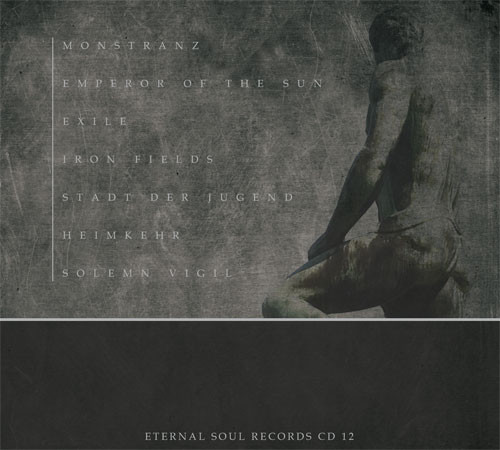 MONSTRANZ
EMPEROR OF THE SUN
EXILE
IRON FIELDS
STADT DER JUGEND
HEIMKEHR
SOLEMN VIGIL
ETERNAL SOUL RECORDS CD 12